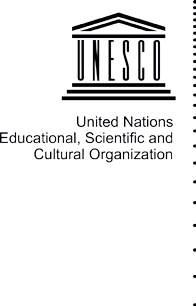 UNESCO
United Nations
Educational, Scientific and
Cultural Organization